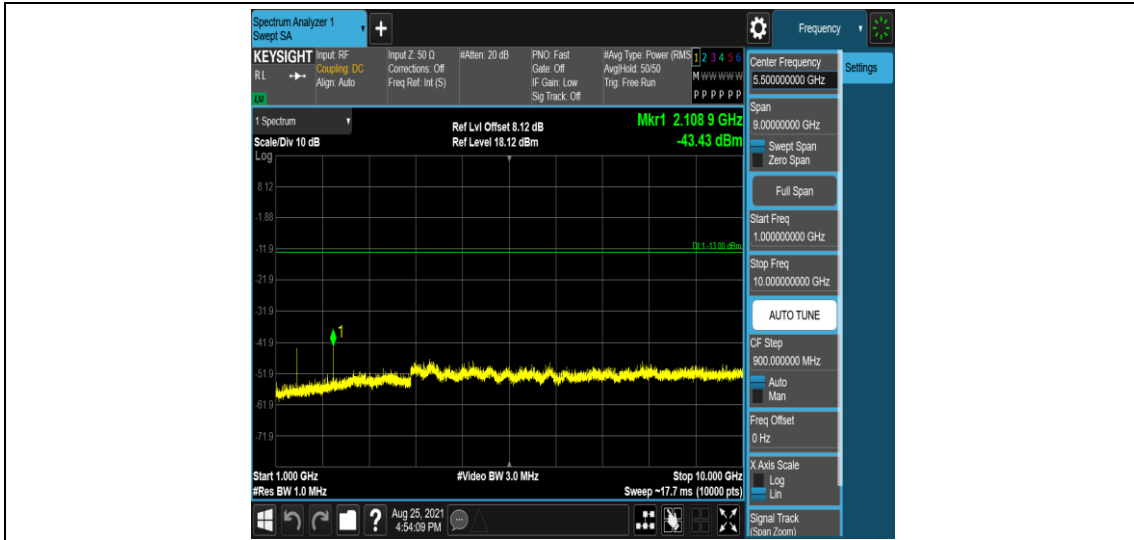 Spectrum Analyzer 1
Swept SA
+
Frequency
KEYSIGHT
RL
Input: RF
Coupling: DC
Align: Auto
Input Z: 50 Ω
Corrections: Off
Freq Ref: Int (S)
#Atten: 20 dB
PNO: Fast
Gate: Off
IF Gain: Low
Sig Track: Off
#Avg Type: Power (RMS
Avg|Hold: 50/50
Trig: Free Run
1 2 3 4 5 6
M W W W W W
P P P P P P
1 Spectrum
Scale/Div 10 dB
Log
Ref Lvl Offset 8.12 dB
Ref Level 18.12 dBm
Mkr1 2.108 9 GHz
-43.43 dBm
8.12
-1.88
-11.9
-21.9
-31.9
-41.9
-51.9
-61.9
-71.9
DL1 -13.00 dBm
1
Start 1.000 GHz
#Res BW 1.0 MHz
#Video BW 3.0 MHz
Stop 10.000 GHz
Sweep ~17.7 ms (10000 pts)
Center Frequency
5.500000000 GHz
Settings
Span
9.00000000 GHz
Swept Span
Zero Span
Full Span
Start Freq
1.000000000 GHz
Stop Freq
10.000000000 GHz
AUTO TUNE
CF Step
900.000000 MHz
Auto
Man
Freq Offset
0 Hz
X Axis Scale
Log
Lin
Signal Track
(Span Zoom)
?
Aug 25, 2021
4:54:09 PM